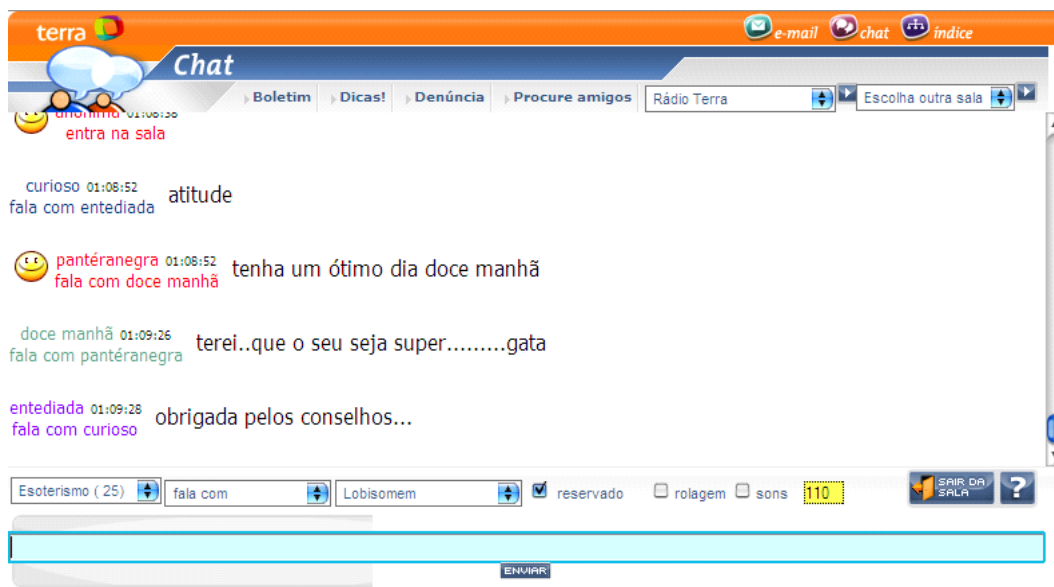 terra
e-mail chat índice
Chat
Boletim Dicas! Denúncia Procure amigos Rádio Terra Escolha outra sala
anônima 01:08:38
entra na sala
curioso 01:08:52
fala com entediada
atitude
pantéranegra 01:08:52
fala com doce manhã
tenha um ótimo dia doce manhã
doce manhã 01:09:26
fala com pantéranegra
terei..que o seu seja super.........gata
entediada 01:09:28
fala com curioso
obrigada pelos conselhos...
Esoterismo ( 25) fala com Lobisomem reservado rolagem sons 110 SAIR DA SALA ?
ENVIAR